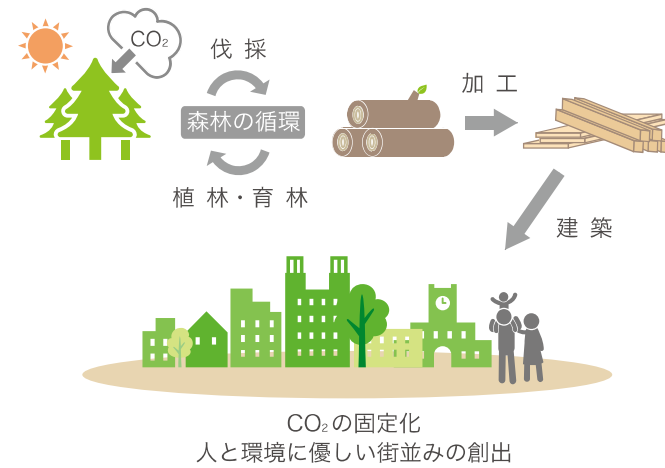 CO₂
伐採
加工
森林の循環
植林・育林
建築
CO₂の固定化
人と環境に優しい街並みの創出